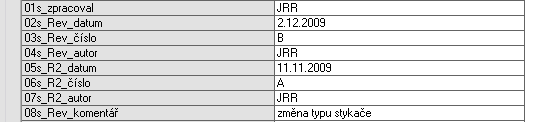 01s_zpracoval JRR
02s_Rev_datum 2.12.2009
03s_Rev_číslo B
04s_Rev_autor JRR
05s_R2_datum 11.11.2009
06s_R2_číslo A
07s_R2_autor JRR
08s_Rev_komentář změna typu stykače